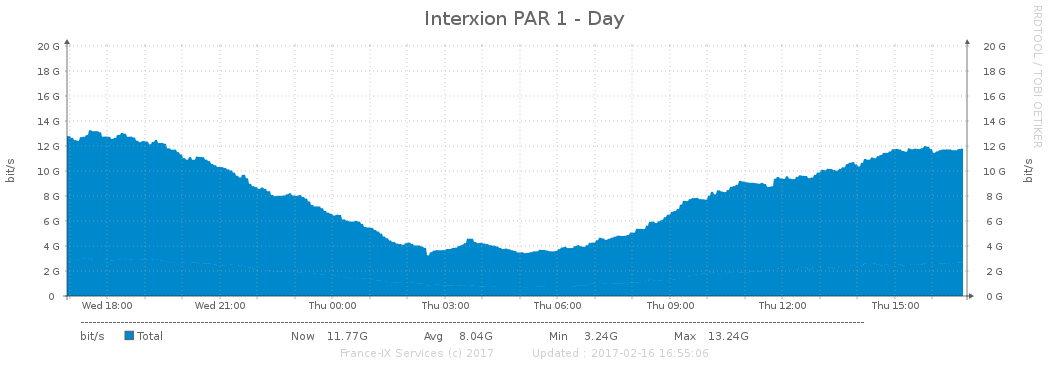 Interxion PAR 1 - Day
RRDTOOL / TOBI OETIKER
bit/s
20 G
18 G
16 G
14 G
12 G
10 G
8 G
6 G
4 G
2 G
0
20 G
18 G
16 G
14 G
12 G
10 G
8 G
6 G
4 G
2 G
0 G
bit/s
Wed 18:00 Wed 21:00 Thu 00:00 Thu 03:00 Thu 06:00 Thu 09:00 Thu 12:00 Thu 15:00
bit/s Total Now 11.77G Avg 8.04G Min 3.24G Max 13.24G
France-IX Services (c) 2017 Updated : 2017-02-16 16:55:06